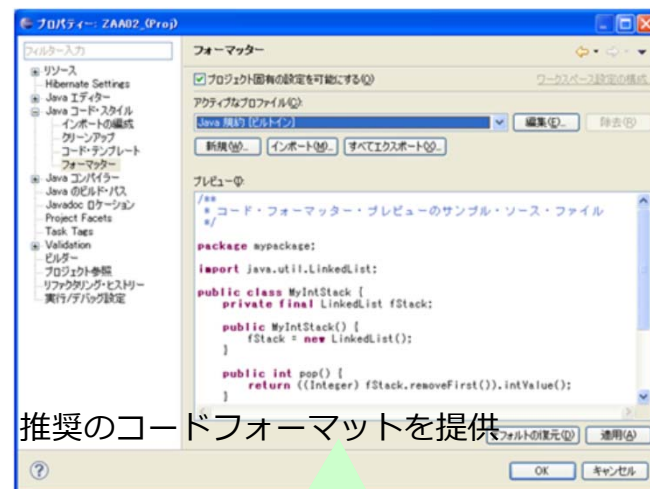 プロパティー: ZAA02_(Proj)
フィルター入力
リソース
Hibernate Settings
Java エディター
Java コード・スタイル
インポートの編成
クリーンアップ
コード・テンプレート
フォーマッター
Java コンパイラー
Java のビルド・パス
Javadoc ロケーション
Project Facets
Task Tags
Validation
ビルダー
プロジェクト参照
リファクタリング・ヒストリー
実行/デバッグ設定
フォーマッター
プロジェクト固有の設定を可能にする(O)
ワークスペース設定の構成...
アクティブなプロファイル(C):
Java 規約 [ビルトイン]
編集(E)...
除去(R)
新規(W)...
インポート(M)...
すべてエクスポート(X)...
プレビュー(V):
/**
* コード・フォーマッター・プレビューのサンプル・ソース・ファイル
*/
package mypackage;
import java.util.LinkedList;
public class MyIntStack {
private final LinkedList fStack;
public MyIntStack() {
fStack = new LinkedList();
}
public int pop() {
return ((Integer) fStack.removeFirst()).intValue();
}
推奨のコードフォーマットを提供
フォルトの復元(D)
適用(A)
OK
キャンセル